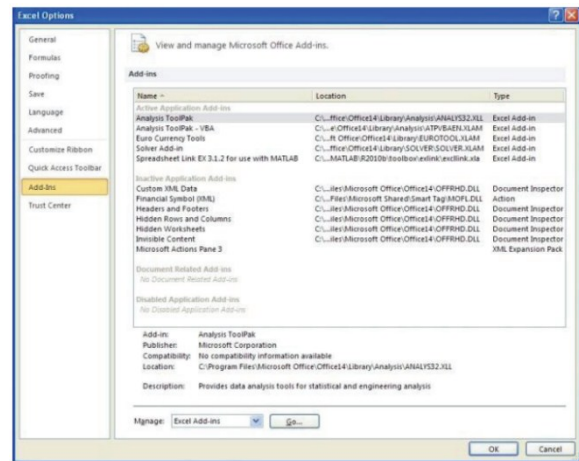 Excel Options
General
Formulas
Proofing
Save
Language
Advanced
Customize Ribbon
Quick Access Toolbar
Add-Ins
Trust Center
View and manage Microsoft Office Add-ins.
Add-ins
Name Location Type
Active Application Add-ins
Analysis ToolPak C:\...ffice\Office14\Library\Analysis\ANALYS32.XLL Excel Add-in
Analysis ToolPak - VBA C:\...e\Office14\Library\Analysis\ATPVBAEN.XLAM Excel Add-in
Euro Currency Tools C:\...ffice\Office14\Library\EUROTOOL.XLAM Excel Add-in
Solver Add-in C:\...e\Office14\Library\SOLVER\SOLVER.XLAM Excel Add-in
Spreadsheet Link EX 3.1.2 for use with MATLAB C:\...MATLAB\R2010b\toolbox\exlink\excllink.xla Excel Add-in
Inactive Application Add-ins
Custom XML Data C:\...iles\Microsoft Office\Office14\OFFRHD.DLL Document Inspector
Financial Symbol (XML) C:\...Files\Microsoft Shared\Smart Tag\MOFL.DLL Action
Headers and Footers C:\...iles\Microsoft Office\Office14\OFFRHD.DLL Document Inspector
Hidden Rows and Columns C:\...iles\Microsoft Office\Office14\OFFRHD.DLL Document Inspector
Hidden Worksheets C:\...iles\Microsoft Office\Office14\OFFRHD.DLL Document Inspector
Invisible Content C:\...iles\Microsoft Office\Office14\OFFRHD.DLL Document Inspector
Microsoft Actions Pane 3 XML Expansion Pack
Document Related Add-ins
No Document Related Add-ins
Disabled Application Add-ins
No Disabled Application Add-ins
Add-in: Analysis ToolPak
Publisher: Microsoft Corporation
Compatibility: No compatibility information available
Location: C:\Program Files\Microsoft Office\Office14\Library\Analysis\ANALYS32.XLL
Description: Provides data analysis tools for statistical and engineering analysis
Manage: Excel Add-ins Go...
OK Cancel